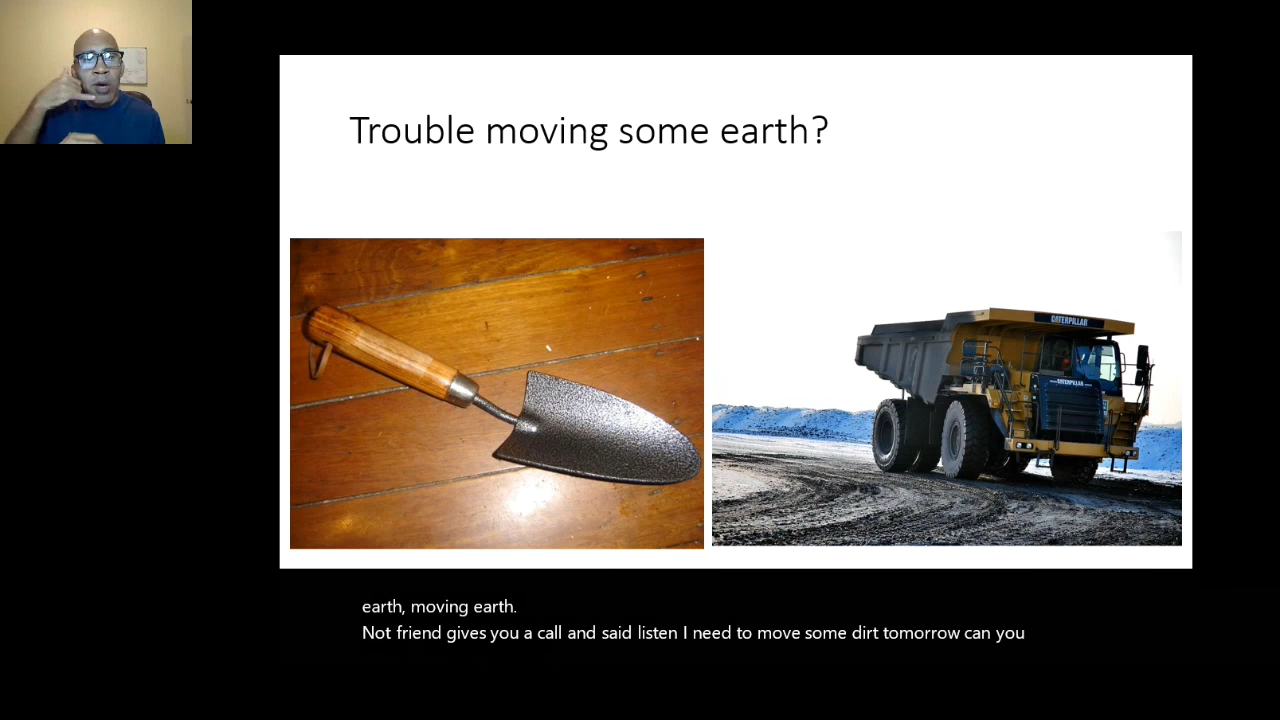 Trouble moving some earth?
CATERPILLAR
CATERPILLAR
earth, moving earth.
Not friend gives you a call and said listen I need to move some dirt tomorrow can you